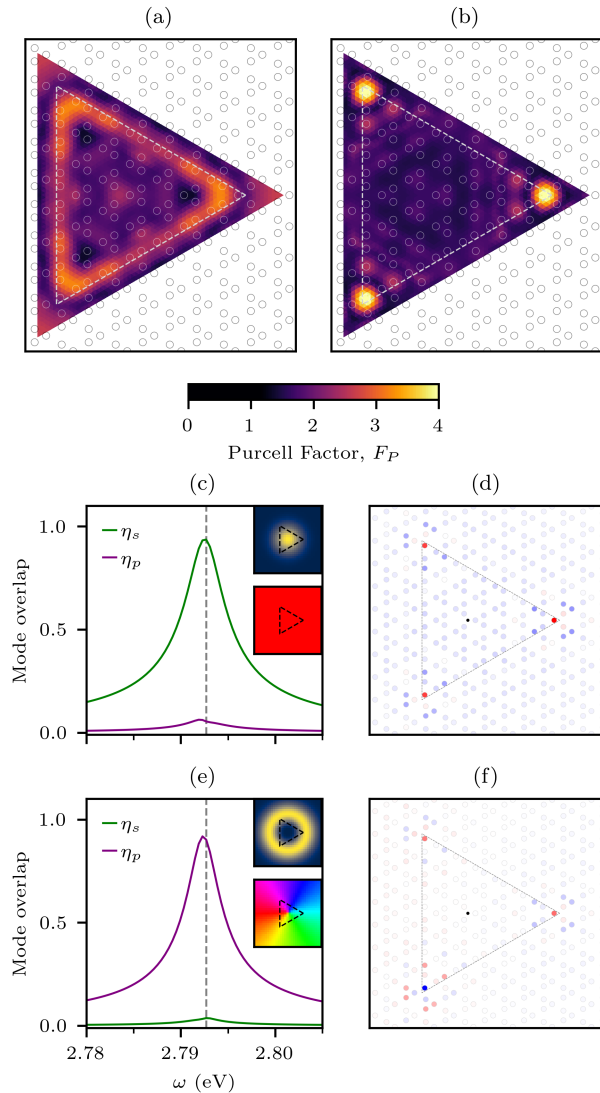 (a)
(b)
0 1 2 3 4
Purcell Factor, F_P
(c)
(d)
Mode overlap
1.0
0.5
0.0
η_s
η_p
(e)
(f)
Mode overlap
1.0
0.5
0.0
η_s
η_p
2.78 2.79 2.80
ω (eV)